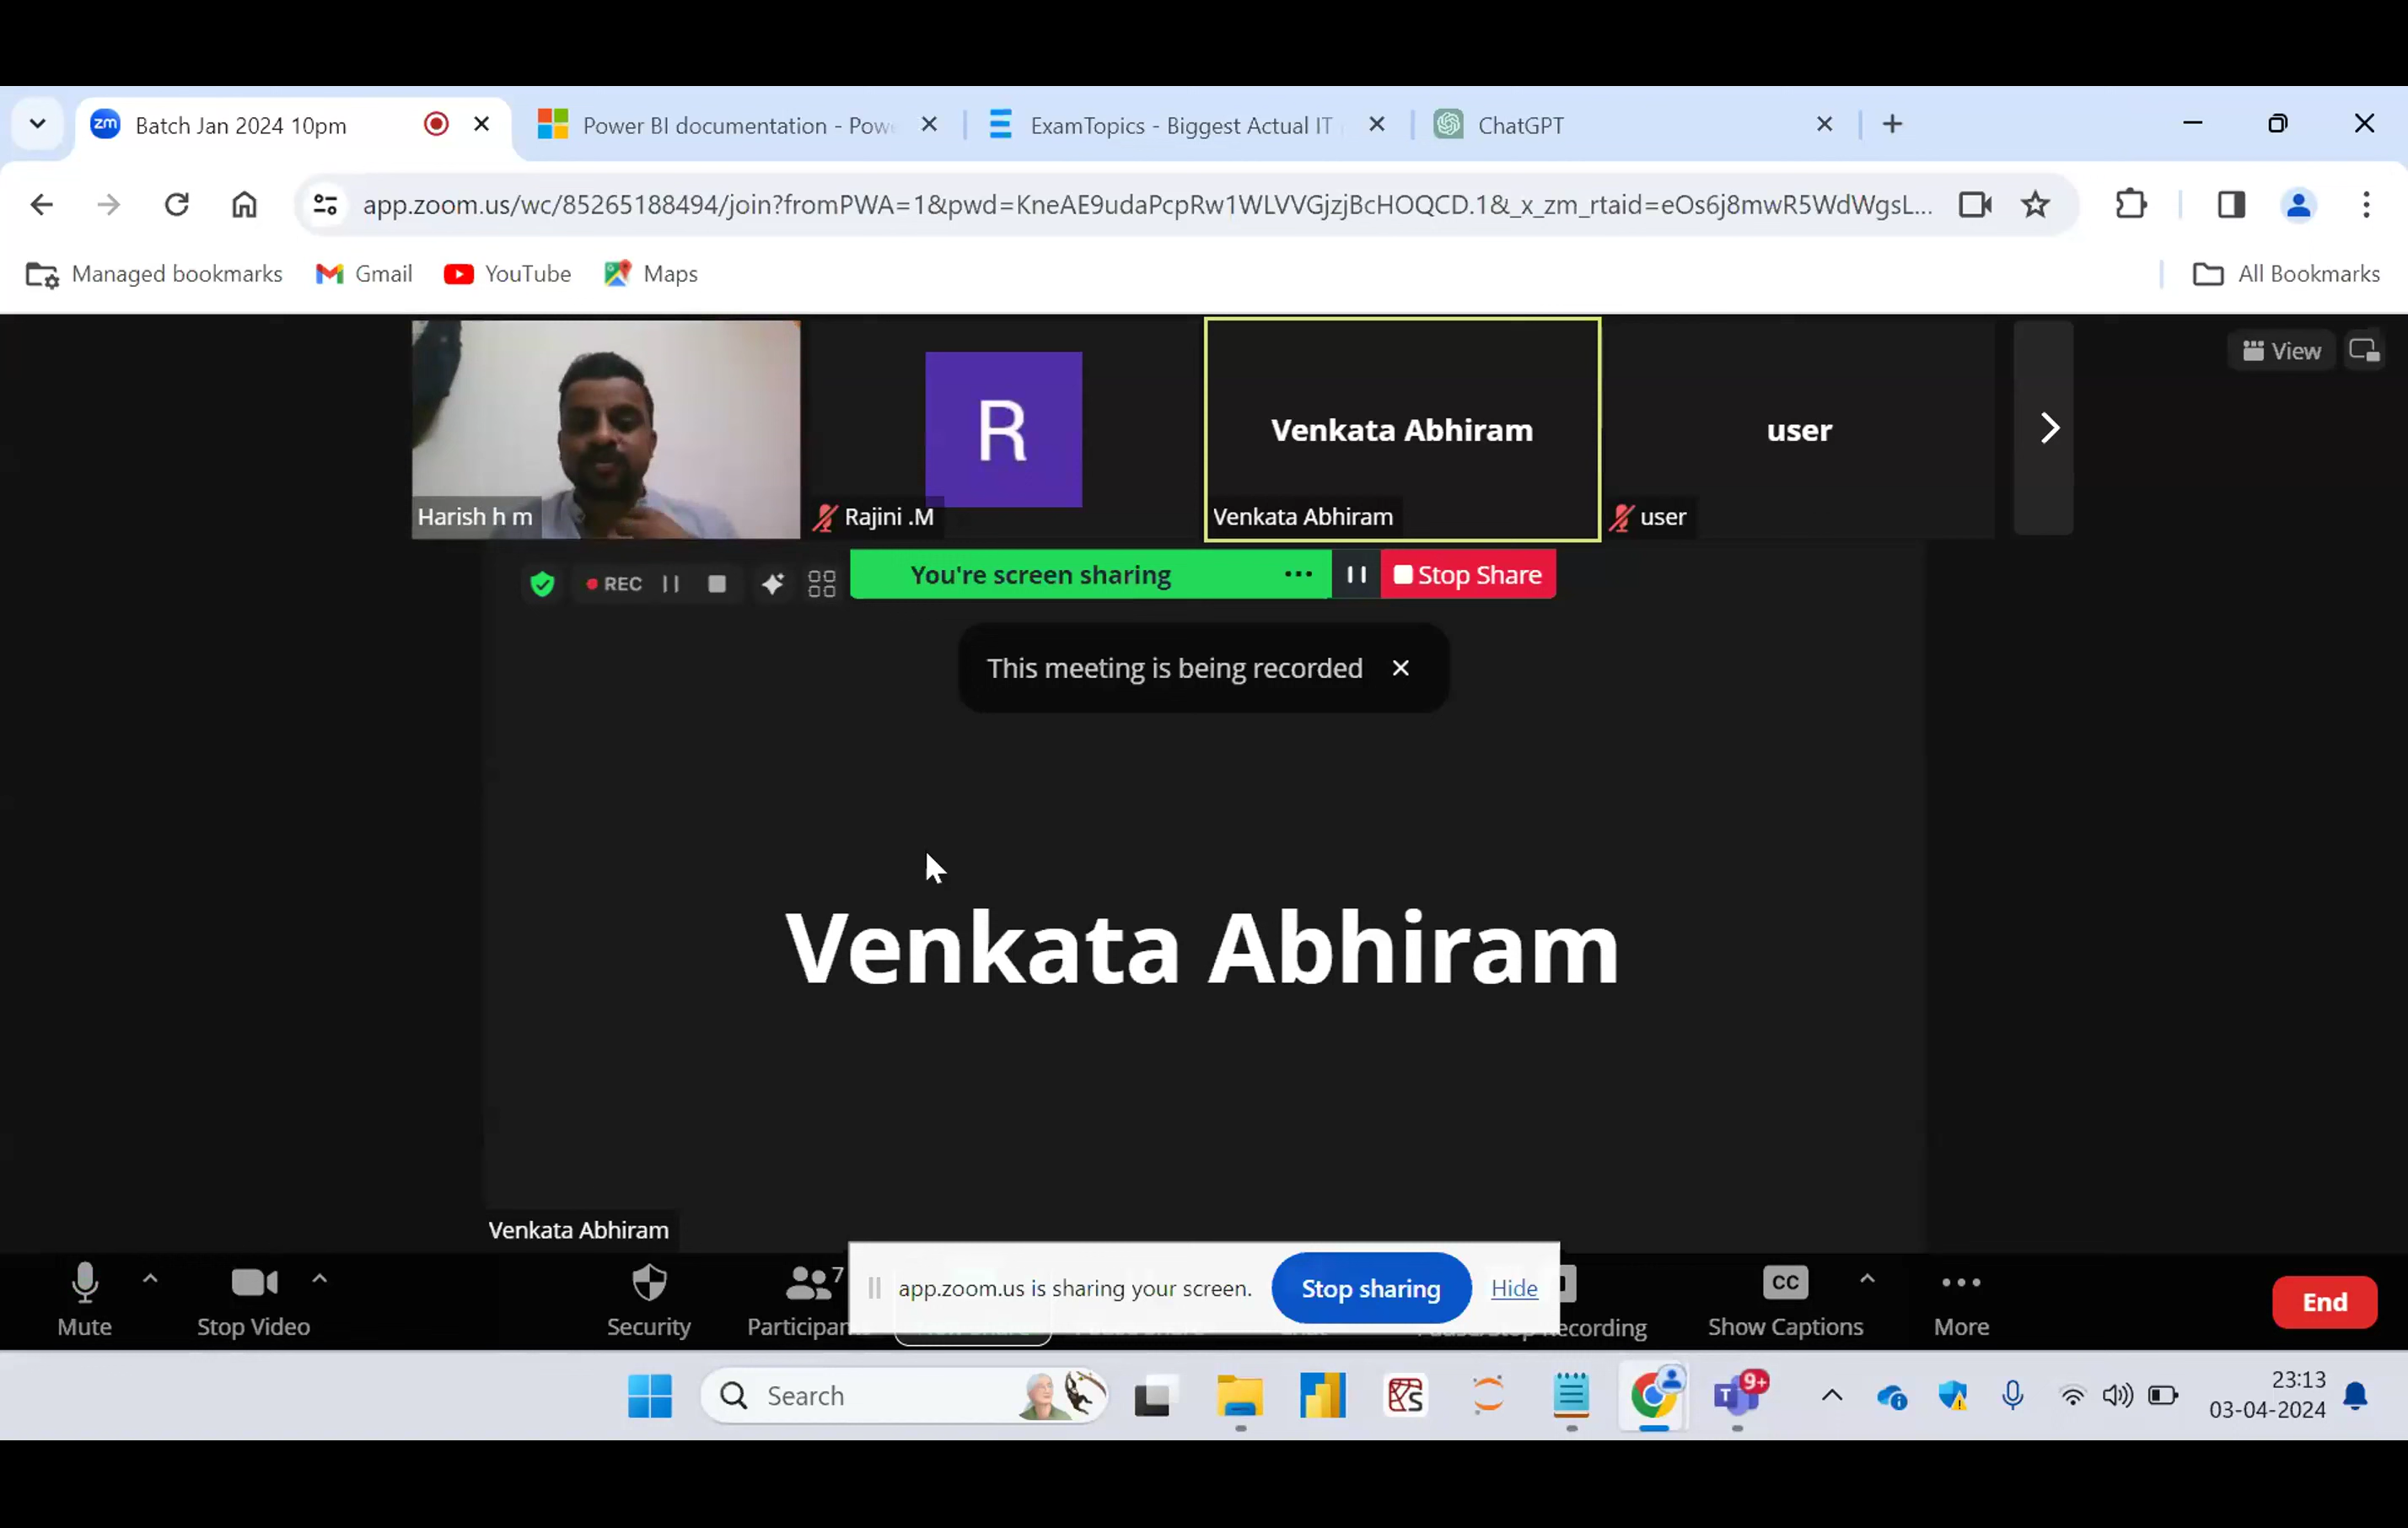 zm Batch Jan 2024 10pm
Power BI documentation - Pow
ExamTopics - Biggest Actual IT
ChatGPT
app.zoom.us/wc/85265188494/join?fromPWA=1&pwd=KneAE9udaPcpRw1WLVVGjzjBcHOQCD.1&_x_zm_rtaid=eOs6j8mwR5WdWgsL...
Managed bookmarks
Gmail
YouTube
Maps
All Bookmarks
View
R
Venkata Abhiram
user
Harish h m
Rajini .M
Venkata Abhiram
user
REC
You're screen sharing
Stop Share
This meeting is being recorded
Venkata Abhiram
Venkata Abhiram
Mute
Stop Video
Security
Participan
7
app.zoom.us is sharing your screen.
Stop sharing
Hide
ecording
CC
Show Captions
More
End
Search
T
9+
23:13
03-04-2024